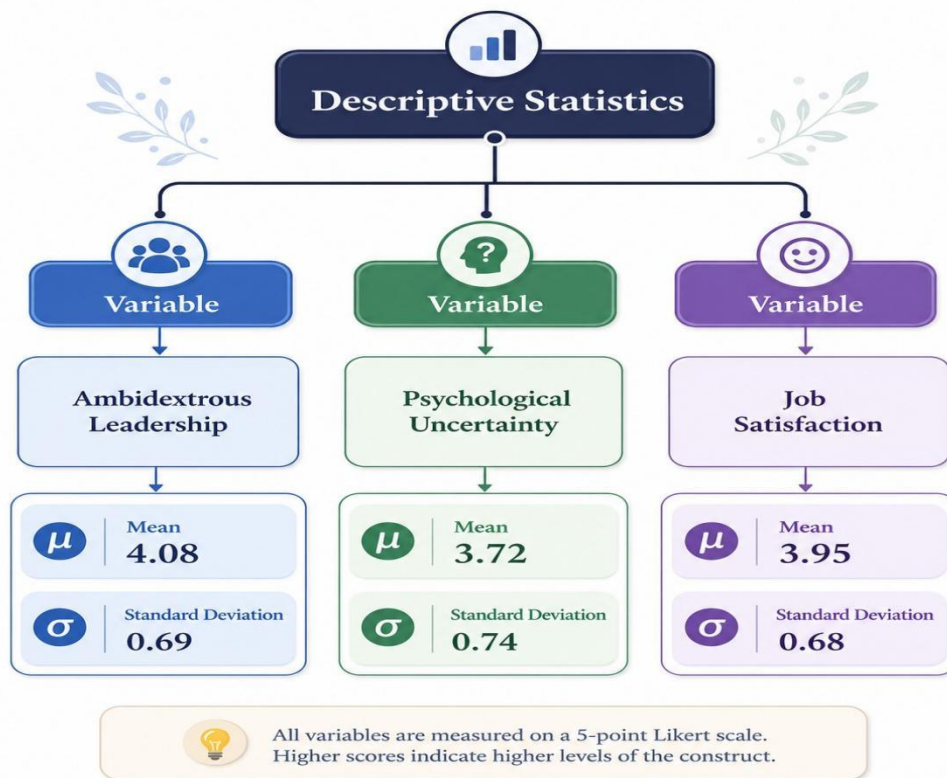 Descriptive Statistics
Variable
Variable
Variable
Ambidextrous
Leadership
Psychological
Uncertainty
Job
Satisfaction
μ
Mean
4.08
σ
Standard Deviation
0.69
μ
Mean
3.72
σ
Standard Deviation
0.74
μ
Mean
3.95
σ
Standard Deviation
0.68
?
All variables are measured on a 5-point Likert scale.
Higher scores indicate higher levels of the construct.